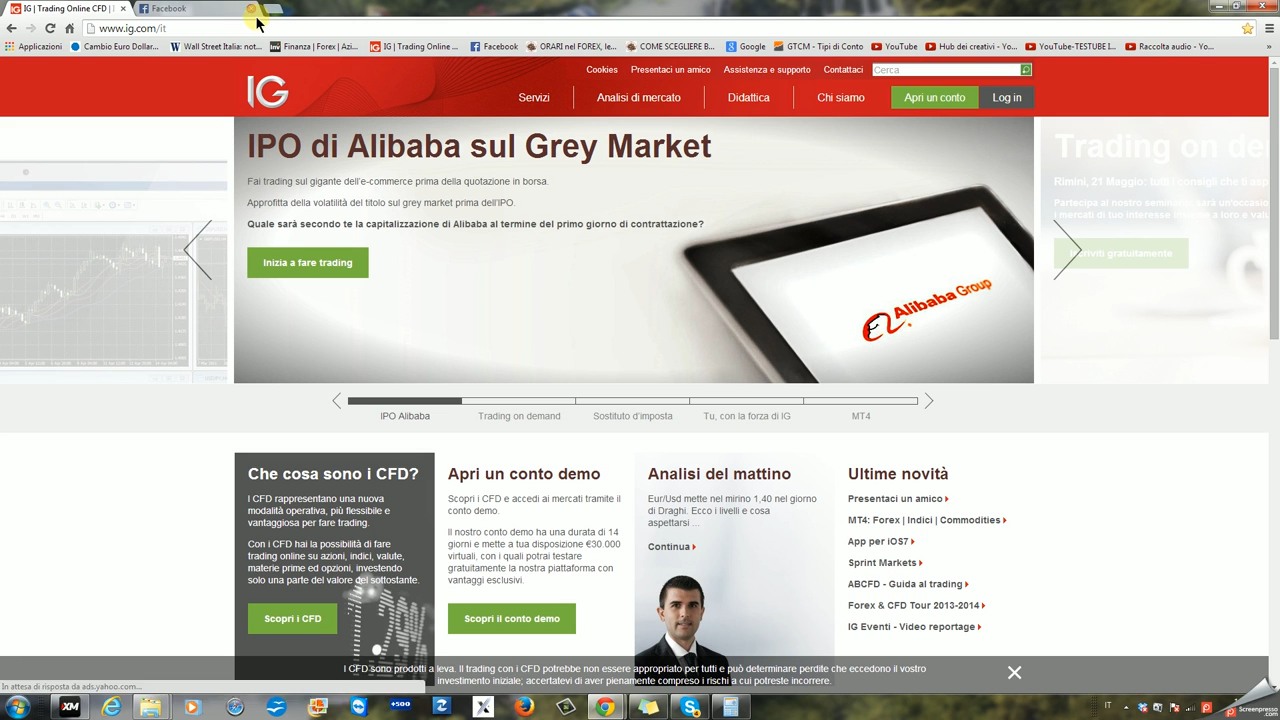 IG | Trading Online CFD |
Facebook
www.ig.com/it
Applicazioni
Cambio Euro Dollar...
Wall Street Italia: not...
Finanza | Forex | Azi...
IG | Trading Online ...
Facebook
ORARI nel FOREX, le...
COME SCEGLIERE B...
Google
GTCM - Tipi di Conto
YouTube
Hub dei creativi - Yo...
YouTube-TESTUBE I...
Raccolta audio - Yo...
Cookies
Presentaci un amico
Assistenza e supporto
Contattaci
Cerca
IG
Servizi
Analisi di mercato
Didattica
Chi siamo
Apri un conto
Log in
IPO di Alibaba sul Grey Market
Fai trading sul gigante dell'e-commerce prima della quotazione in borsa.
Approfitta della volatilità del titolo sul grey market prima dell'IPO.
Quale sarà secondo te la capitalizzazione di Alibaba al termine del primo giorno di contrattazione?
Inizia a fare trading
Alibaba Group
Trading on de
Rimini, 21 Maggio: tutti i consigli che ti asp
Partecipa al nostro semin
sarà un'occasio
i mercati di tuo interesse
a loro e valu
Iscriviti gratuitamente
IPO Alibaba
Trading on demand
Sostituto d'imposta
Tu, con la forza di IG
MT4
Che cosa sono i CFD?
I CFD rappresentano una nuova
modalità operativa, più flessibile e
vantaggiosa per fare trading.
Con i CFD hai la possibilità di fare
trading online su azioni, indici, valute,
materie prime ed opzioni, investendo
solo una parte del valore del sottostante.
Scopri i CFD
Apri un conto demo
Scopri i CFD e accedi ai mercati tramite il
conto demo.
Il nostro conto demo ha una durata di 14
giorni e mette a tua disposizione €30.000
virtuali, con i quali potrai testare
gratuitamente la nostra piattaforma con
vantaggi esclusivi.
Scopri il conto demo
Analisi del mattino
Eur/Usd mette nel mirino 1,40 nel giorno
di Draghi. Ecco i livelli e cosa
aspettarsi ...
Continua
Ultime novità
Presentaci un amico
MT4: Forex | Indici | Commodities
App per iOS7
Sprint Markets
ABCFD - Guida al trading
Forex & CFD Tour 2013-2014
IG Eventi - Video reportage
I CFD sono prodotti a leva. Il trading con i CFD potrebbe non essere appropriato per tutti e può determinare perdite che eccedono il vostro
investimento iniziale; accertatevi di aver pienamente compreso i rischi a cui potreste incorrere.
In attesa di risposta da ads.yahoo.com...
XM
+500
IT
Screenpresso
.com